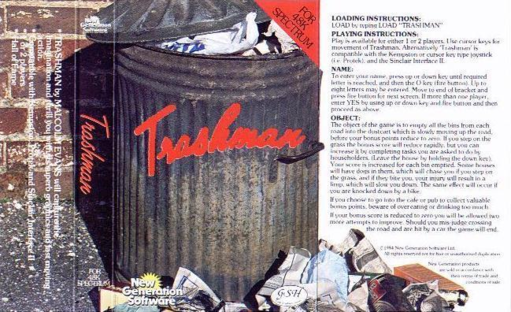 New
Generation
Software
"TRASHMAN by MALCOLM EVANS will capture your
imagination and thrill
action.
1 or 2 players
full of
Trashman
FOR
48K
SPECTRUM
FOR
48K
SPECTRUM
Trashman
New
Generation
Software
GSH
LOADING INSTRUCTIONS:
LOAD by typing LOAD "TRASHMAN"
PLAYING INSTRUCTIONS:
Play is available for either 1 or 2 players. Use cursor keys for
movement of Trashman. Alternatively 'Trashman' is
compatible with the Kempston or cursor key type joystick
(i.e. Protek), and the Sinclair Interface II.
NAME:
To enter your name, press up or down key until required
letter is reached, and then the O key (fire button). Up to
eight letters may be entered. Move to end of bracket and
press fire button for next screen. If more than one player,
enter YES by using up or down key and fire button and then
proceed as above.
OBJECT:
The object of the game is to empty all the bins from each
road into the dustcart which is slowly moving up the road,
before your bonus points reduce to zero. If you step on the
grass the bonus score will reduce rapidly, but you can
increase it by completing tasks you are asked to do by
householders. (Leave the house by holding the down key).
Your score is increased for each bin emptied. Some houses
will have dogs in them, which will chase you if you step on
the grass, and if they bite you, your injury will result in a
limp, which will slow you down. The same effect will occur if
you are knocked down by a bike.
If you choose to go into the cafe or pub to collect valuable
bonus points, beware of over eating or drinking too much.
If your bonus score is reduced to zero you will be allowed two
more attempts to improve. Should you mis-judge crossing
the road and are hit by a car the game will end.
© 1984 New Generation Software Ltd.
All rights reserved
New Generation products
are sold in accordance with
their terms of trade and
conditions of sale.